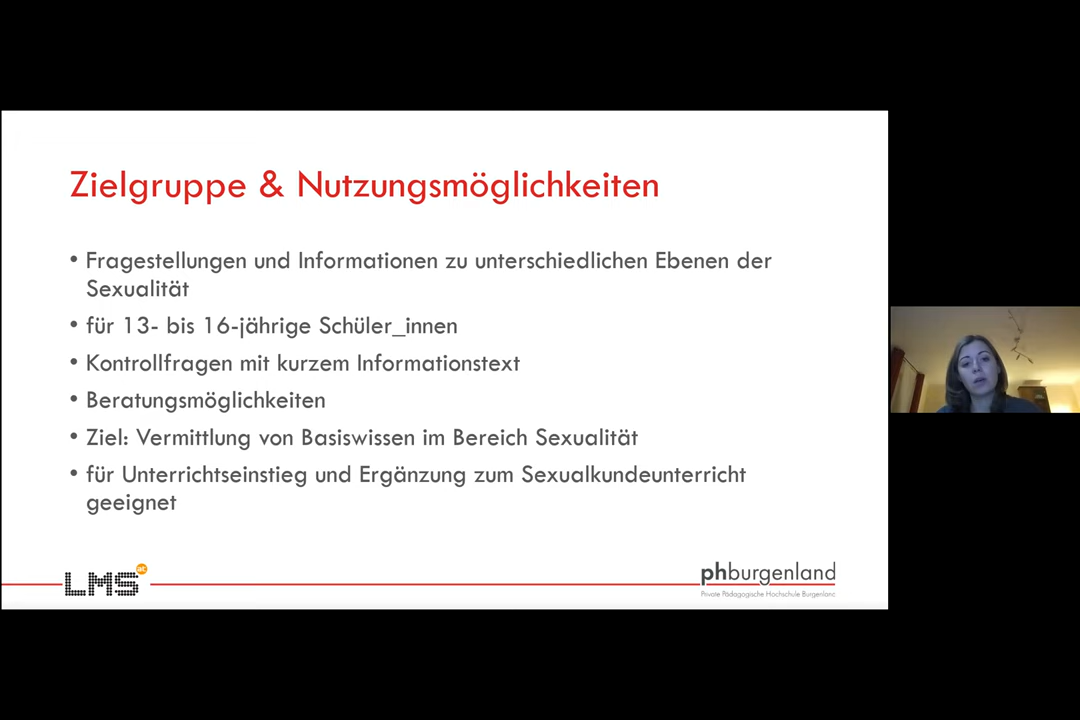 Zielgruppe & Nutzungsmöglichkeiten
• Fragestellungen und Informationen zu unterschiedlichen Ebenen der
Sexualität
• für 13- bis 16-jährige Schüler_innen
• Kontrollfragen mit kurzem Informationstext
• Beratungsmöglichkeiten
• Ziel: Vermittlung von Basiswissen im Bereich Sexualität
• für Unterrichtseinstieg und Ergänzung zum Sexualkundeunterricht
geeignet
LMS at
phburgenland
Private Pädagogische Hochschule Burgenland